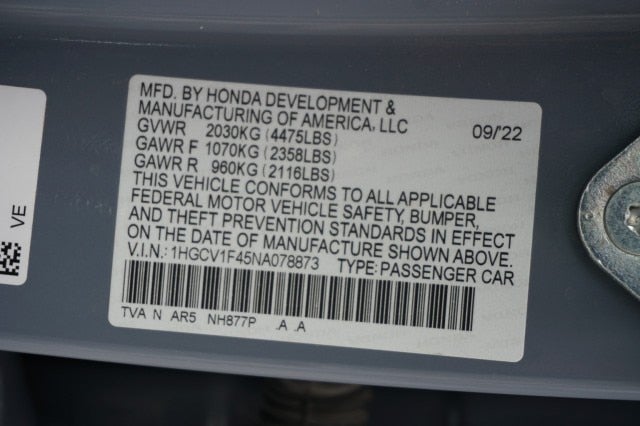 MFD. BY HONDA DEVELOPMENT &
MANUFACTURING OF AMERICA, LLC
09/'22
GVWR 2030KG (4475LBS)
GAWR F 1070KG (2358LBS)
GAWR R 960KG (2116LBS)
THIS VEHICLE CONFORMS TO ALL APPLICABLE
FEDERAL MOTOR VEHICLE SAFETY, BUMPER,
AND THEFT PREVENTION STANDARDS IN EFFECT
ON THE DATE OF MANUFACTURE SHOWN ABOVE.
V.I.N.: 1HGCV1F45NA078873 TYPE: PASSENGER CAR
TVA N AR5 NH877P .A .A
VE